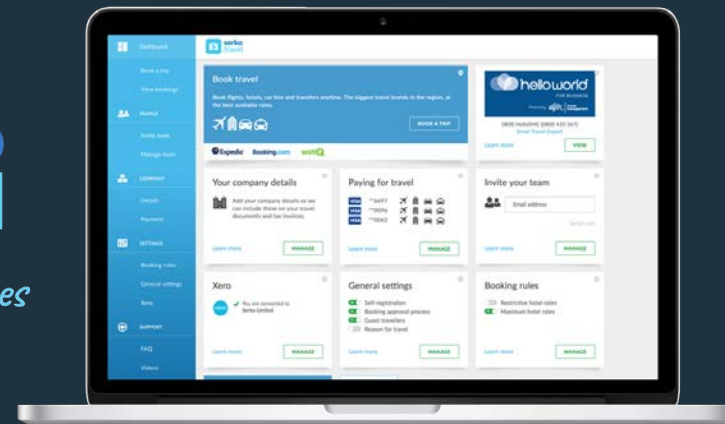 es
Dashboard
Book a trip
View bookings
PEOPLE
Invite team
Manage team
COMPANY
Details
Payment
SETTINGS
Booking rules
General settings
Xero
SUPPORT
FAQ
Videos
serko
travel
Book travel
Book flights, hotels, car hire and transfers anytime. The biggest travel brands in the region, at
the best available rates.
BOOK A TRIP
Expedia Booking.com wotif
helloworld
FOR BUSINESS
Email Travel Expert
Learn more VIEW
Your company details
Add your company details so we
can include these on your travel
documents and tax invoices.
Learn more MANAGE
Paying for travel
VISA
VISA
VISA
Learn more MANAGE
Invite your team
Email address
Learn more MANAGE
Xero
You are connected to
Serko Limited
Learn more MANAGE
General settings
Self-registration
Booking approval process
Guest travellers
Reason for travel
Learn more MANAGE
Booking rules
Restrictive hotel rates
Maximum hotel rates
Learn more MANAGE